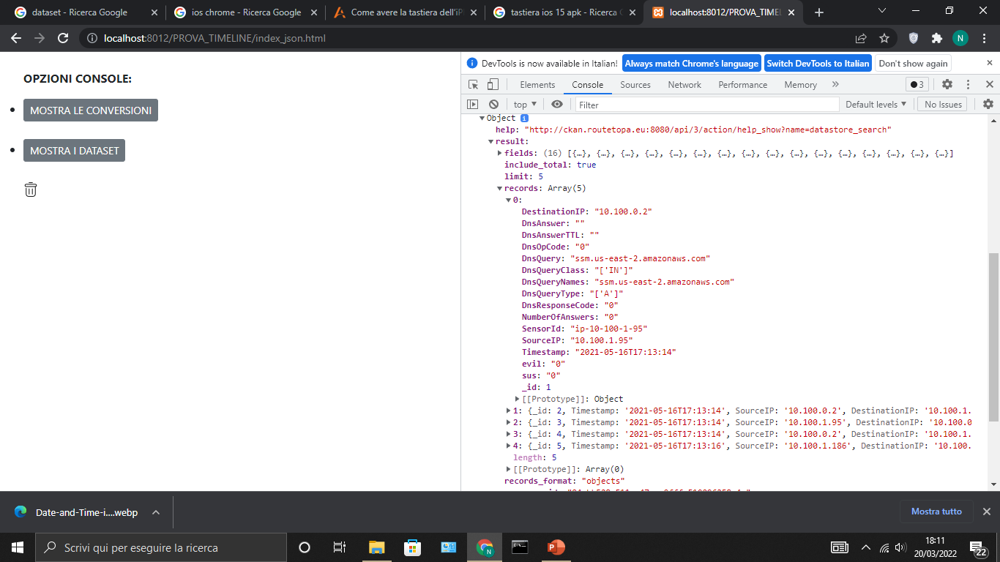 dataset - Ricerca Google
ios chrome - Ricerca Google
Come avere la tastiera dell'iP
tastiera ios 15 apk - Ricerca G
localhost:8012/PROVA_TIMEL
localhost:8012/PROVA_TIMELINE/index_json.html
N
OPZIONI CONSOLE:
MOSTRA LE CONVERSIONI
MOSTRA I DATASET
DevTools is now available in Italian!
Always match Chrome's language
Switch DevTools to Italian
Don't show again
Elements
Console
Sources
Network
Performance
Memory
3
top
Filter
Default levels
No Issues
Object
help: "http://ckan.routetopa.eu:8080/api/3/action/help_show?name=datastore_search"
result:
fields: (16) [{…}, {…}, {…}, {…}, {…}, {…}, {…}, {…}, {…}, {…}, {…}, {…}, {…}, {…}, {…}, {…}]
include_total: true
limit: 5
records: Array(5)
0:
DestinationIP: "10.100.0.2"
DnsAnswer: ""
DnsAnswerTTL: ""
DnsOpCode: "0"
DnsQuery: "ssm.us-east-2.amazonaws.com"
DnsQueryClass: "['IN']"
DnsQueryNames: "ssm.us-east-2.amazonaws.com"
DnsQueryType: "['A']"
DnsResponseCode: "0"
NumberOfAnswers: "0"
SensorId: "ip-10-100-1-95"
SourceIP: "10.100.1.95"
Timestamp: "2021-05-16T17:13:14"
evil: "0"
sus: "0"
_id: 1
[[Prototype]]: Object
1: {_id: 2, Timestamp: '2021-05-16T17:13:14', SourceIP: '10.100.0.2', DestinationIP: '10.100.1.
2: {_id: 3, Timestamp: '2021-05-16T17:13:14', SourceIP: '10.100.1.95', DestinationIP: '10.100.0
3: {_id: 4, Timestamp: '2021-05-16T17:13:14', SourceIP: '10.100.0.2', DestinationIP: '10.100.1.
4: {_id: 5, Timestamp: '2021-05-16T17:13:16', SourceIP: '10.100.1.186', DestinationIP: '10.100.
length: 5
[[Prototype]]: Array(0)
records_format: "objects"
Date-and-Time-i....webp
Mostra tutto
Scrivi qui per eseguire la ricerca
18:11
20/03/2022
22